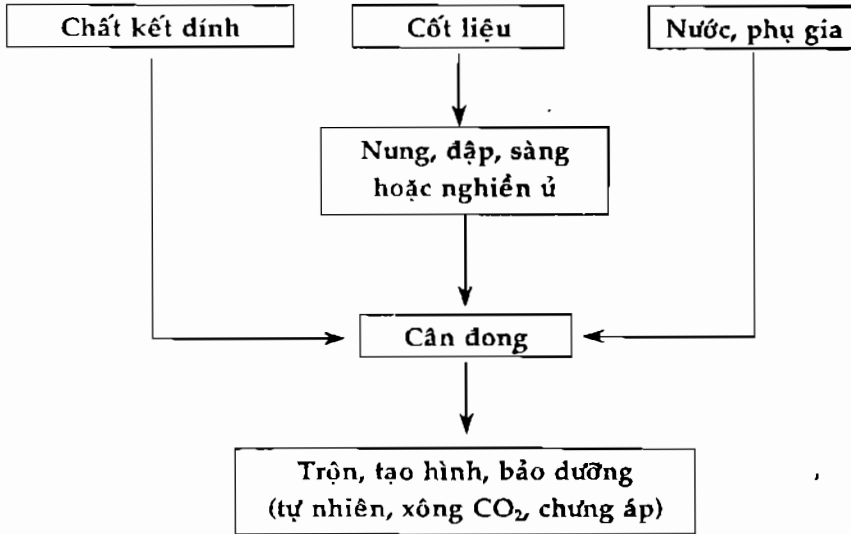 Chất kết dính
Cốt liệu
Nước, phụ gia
Nung, đập, sàng
hoặc nghiền ủ
Cân đong
Trộn, tạo hình, bảo dưỡng
(tự nhiên, xông CO₂, chưng áp)